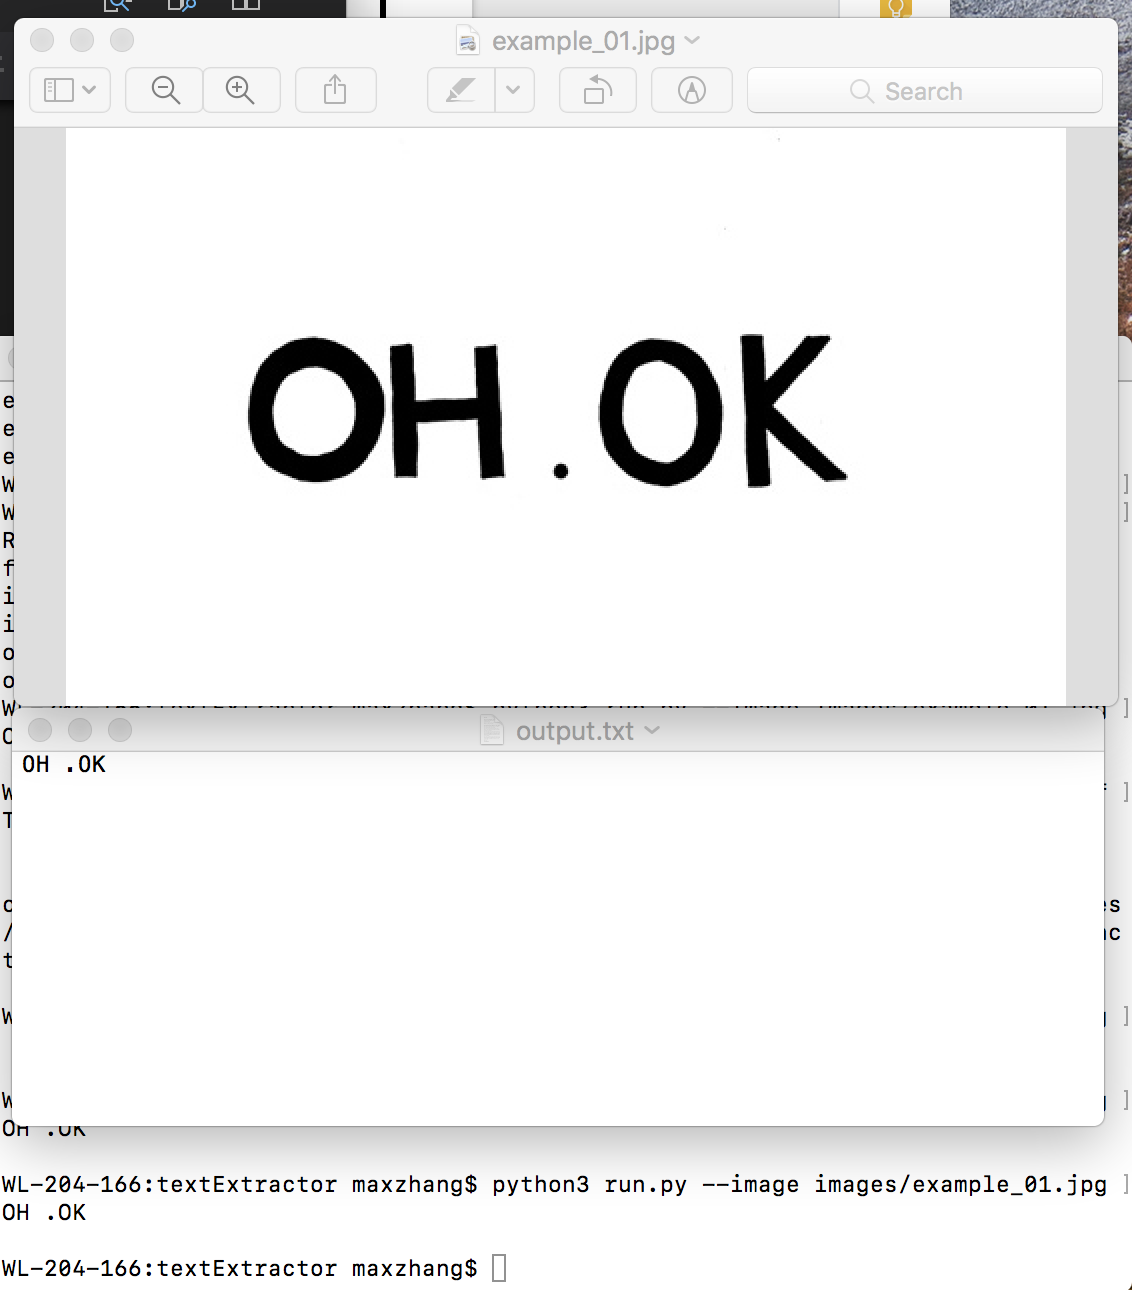 example_01.jpg
Search
OH.OK
output.txt
OH .OK
OH .OK
WL-204-166:textExtractor maxzhang$ python3 run.py --image images/example_01.jpg
OH .OK
WL-204-166:textExtractor maxzhang$